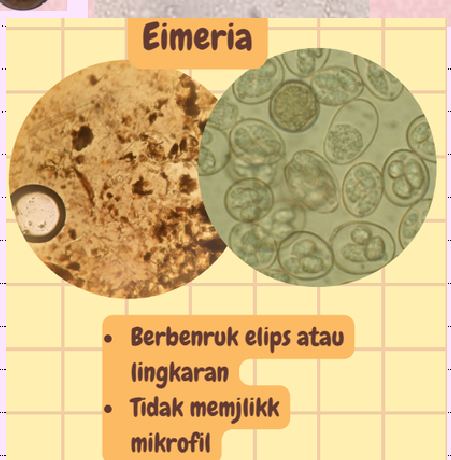 Eimeria
• Berbenruk elips atau
lingkaran
• Tidak memjlikk
mikrofil